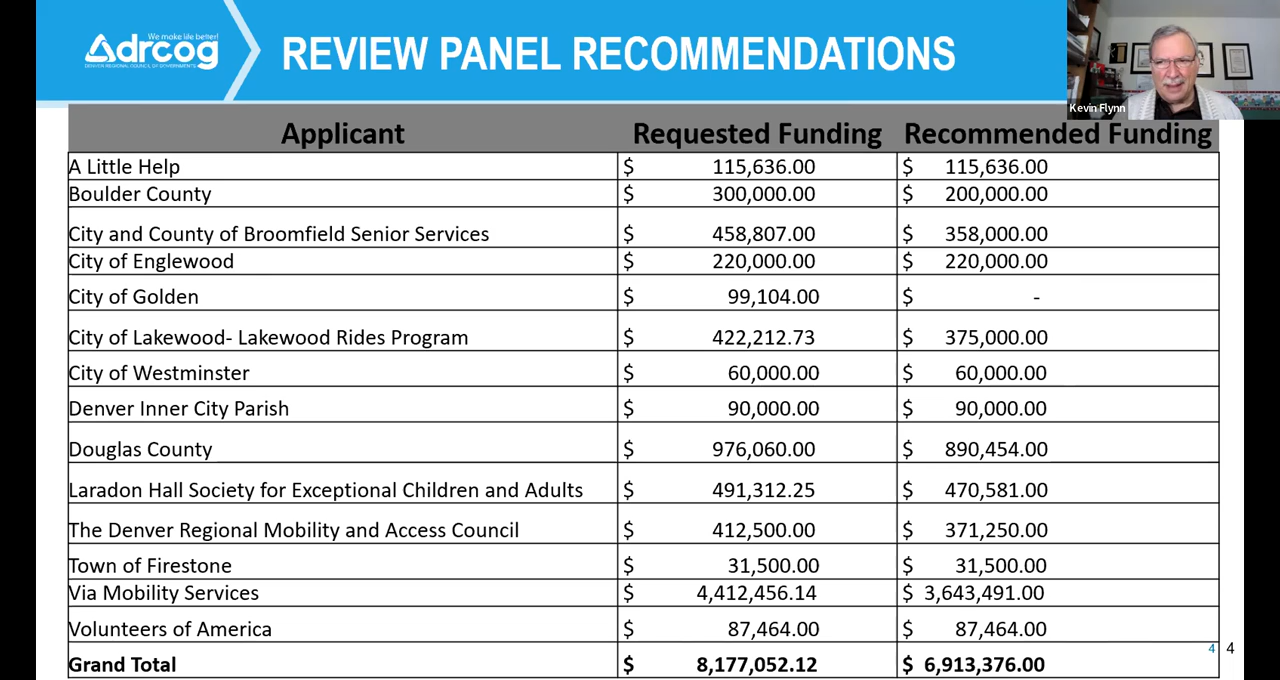 We make life better!
drcog
DENVER REGIONAL COUNCIL OF GOVERNMENTS
REVIEW PANEL RECOMMENDATIONS
Kevin Flynn
Applicant Requested Funding Recommended Funding
A Little Help $ 115,636.00 $ 115,636.00
Boulder County $ 300,000.00 $ 200,000.00
City and County of Broomfield Senior Services $ 458,807.00 $ 358,000.00
City of Englewood $ 220,000.00 $ 220,000.00
City of Golden $ 99,104.00 $ -
City of Lakewood- Lakewood Rides Program $ 422,212.73 $ 375,000.00
City of Westminster $ 60,000.00 $ 60,000.00
Denver Inner City Parish $ 90,000.00 $ 90,000.00
Douglas County $ 976,060.00 $ 890,454.00
Laradon Hall Society for Exceptional Children and Adults $ 491,312.25 $ 470,581.00
The Denver Regional Mobility and Access Council $ 412,500.00 $ 371,250.00
Town of Firestone $ 31,500.00 $ 31,500.00
Via Mobility Services $ 4,412,456.14 $ 3,643,491.00
Volunteers of America $ 87,464.00 $ 87,464.00
4 4
Grand Total $ 8,177,052.12 $ 6,913,376.00